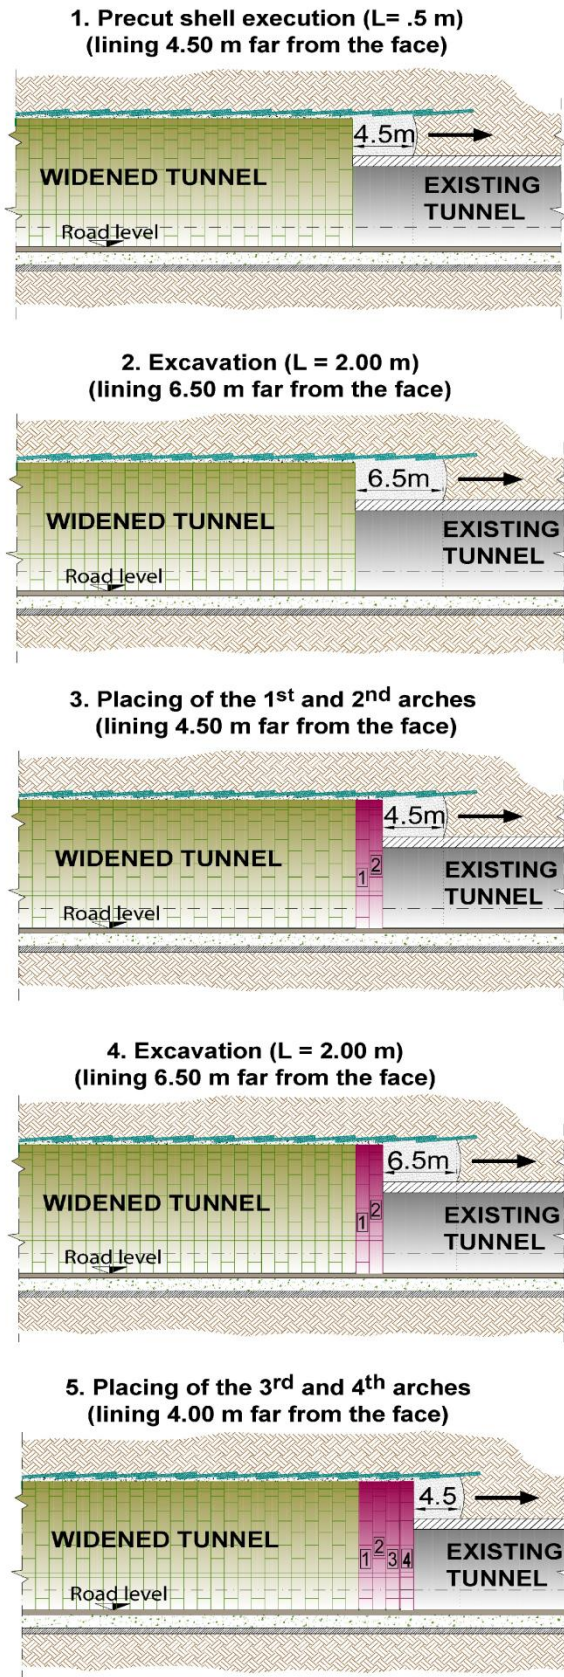 1. Precut shell execution (L= .5 m)
(lining 4.50 m far from the face)
4.5m
WIDENED TUNNEL
EXISTING
TUNNEL
Road level
2. Excavation (L = 2.00 m)
(lining 6.50 m far from the face)
6.5m
WIDENED TUNNEL
EXISTING
TUNNEL
Road level
3. Placing of the 1st and 2nd arches
(lining 4.50 m far from the face)
4.5m
WIDENED TUNNEL
1 2
EXISTING
TUNNEL
Road level
4. Excavation (L = 2.00 m)
(lining 6.50 m far from the face)
6.5m
WIDENED TUNNEL
1 2
EXISTING
TUNNEL
Road level
5. Placing of the 3rd and 4th arches
(lining 4.00 m far from the face)
4.5
WIDENED TUNNEL
1 2 3 4
EXISTING
TUNNEL
Road level